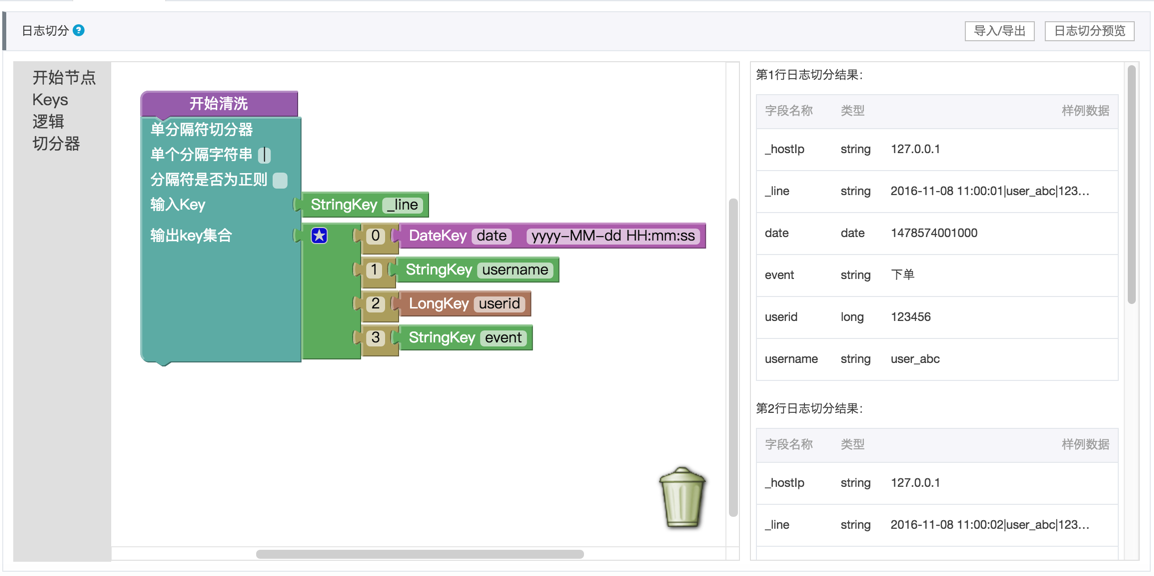 日志切分 ?
导入/导出
日志切分预览
开始节点
Keys
逻辑
切分器
开始清洗
单分隔符切分器
单个分隔字符串 |
分隔符是否为正则
输入Key
StringKey _line
输出key集合
0 DateKey date yyyy-MM-dd HH:mm:ss
1 StringKey username
2 LongKey userid
3 StringKey event
第1行日志切分结果:
字段名称 类型 样例数据
_hostIp string 127.0.0.1
_line string 2016-11-08 11:00:01|user_abc|123...
date date 1478574001000
event string 下单
userid long 123456
username string user_abc
第2行日志切分结果:
字段名称 类型 样例数据
_hostIp string 127.0.0.1
_line string 2016-11-08 11:00:02|user_abc|123...